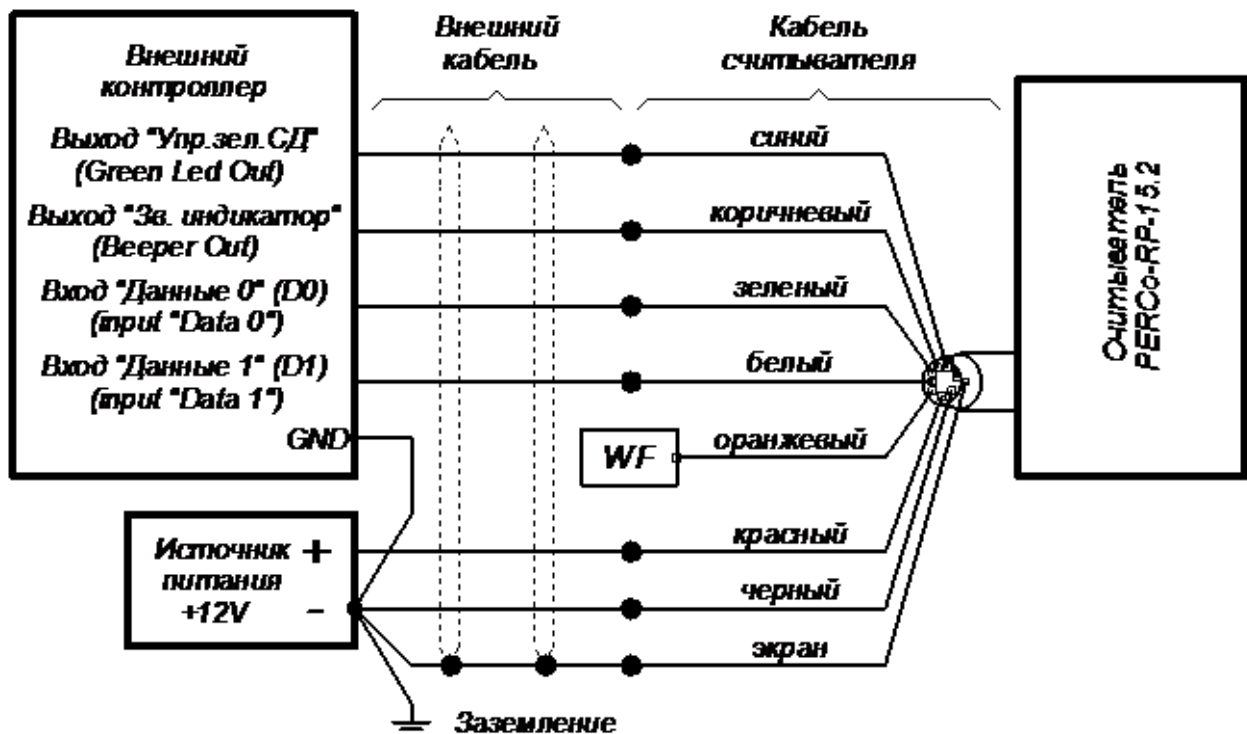 Внешний
контроллер
Выход "Упр.зел.СД"
(Green Led Out)
Выход "Зв. индикатор"
(Beeper Out)
Вход "Данные 0" (D0)
(input "Data 0")
Вход "Данные 1" (D1)
(input "Data 1")
GND
Источник
питания
+12V
+
-
Внешний
кабель
Кабель
считывателя
синий
коричневый
зеленый
белый
оранжевый
WF
красный
черный
экран
Заземление
Считыватель
PERCo-RP-15.2